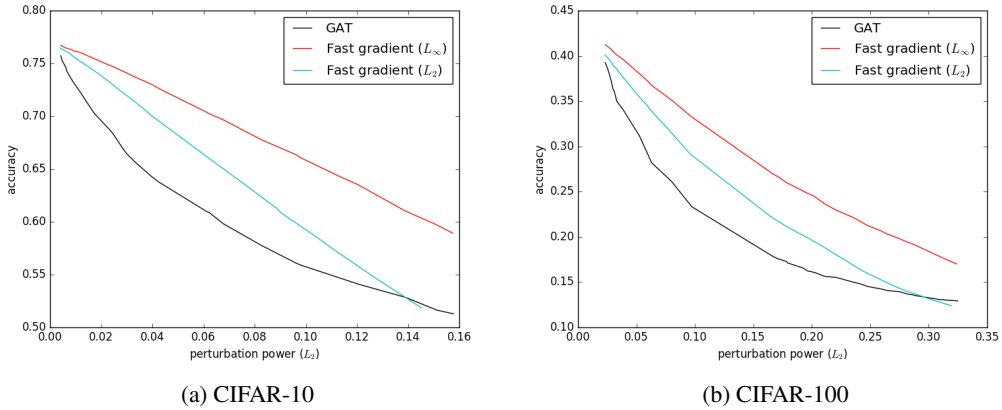 0.80
0.75
0.70
0.65
0.60
0.55
0.50
accuracy
GAT
Fast gradient (L∞)
Fast gradient (L2)
0.00 0.02 0.04 0.06 0.08 0.10 0.12 0.14 0.16
perturbation power (L2)
(a) CIFAR-10
0.45
0.40
0.35
0.30
0.25
0.20
0.15
0.10
accuracy
GAT
Fast gradient (L∞)
Fast gradient (L2)
0.00 0.05 0.10 0.15 0.20 0.25 0.30 0.35
perturbation power (L2)
(b) CIFAR-100